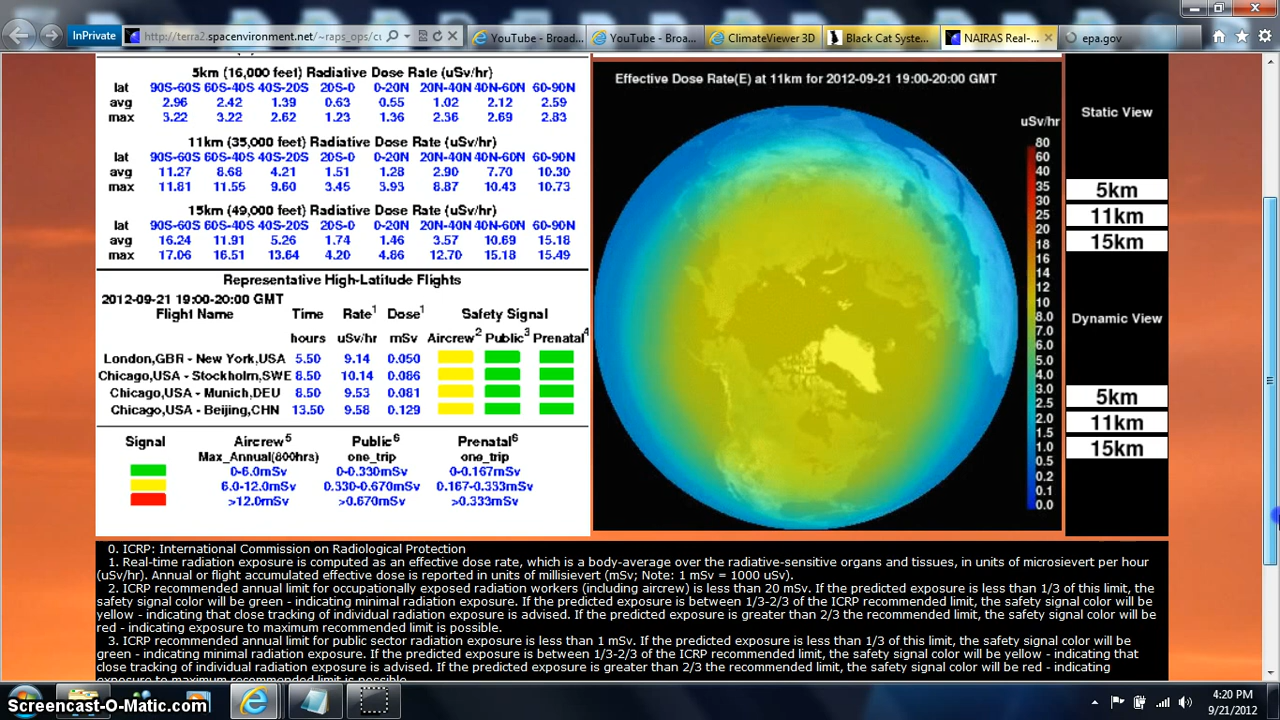 InPrivate
http://terra2.spacenvironment.net/~raps_ops/cu
YouTube - Broad...
YouTube - Broa...
ClimateViewer 3D
Black Cat Syste...
NAIRAS Real-...
epa.gov
5km (16,000 feet) Radiative Dose Rate (uSv/hr)
lat 90S-60S 60S-40S 40S-20S 20S-0 0-20N 20N-40N 40N-60N 60-90N
avg 2.96 2.42 1.39 0.63 0.55 1.02 2.12 2.59
max 3.22 3.22 2.62 1.23 1.36 2.36 2.69 2.83
11km (35,000 feet) Radiative Dose Rate (uSv/hr)
lat 90S-60S 60S-40S 40S-20S 20S-0 0-20N 20N-40N 40N-60N 60-90N
avg 11.27 8.68 4.21 1.51 1.28 2.90 7.70 10.30
max 11.81 11.55 9.60 3.45 3.93 8.87 10.43 10.73
15km (49,000 feet) Radiative Dose Rate (uSv/hr)
lat 90S-60S 60S-40S 40S-20S 20S-0 0-20N 20N-40N 40N-60N 60-90N
avg 16.24 11.91 5.26 1.74 1.46 3.57 10.69 15.18
max 17.06 16.51 13.64 4.20 4.86 12.70 15.18 15.49
Representative High-Latitude Flights
2012-09-21 19:00-20:00 GMT
Flight Name Time Rate1 Dose1 Safety Signal
hours uSv/hr mSv Aircrew2 Public3 Prenatal4
London,GBR - New York,USA 5.50 9.14 0.050
Chicago,USA - Stockholm,SWE 8.50 10.14 0.086
Chicago,USA - Munich,DEU 8.50 9.53 0.081
Chicago,USA - Beijing,CHN 13.50 9.58 0.129
Signal Aircrew5 Public6 Prenatal6
Max_Annual(800hrs) one_trip one_trip
0-6.0mSv 0-0.330mSv 0-0.167mSv
6.0-12.0mSv 0.330-0.670mSv 0.167-0.333mSv
>12.0mSv >0.670mSv >0.333mSv
Effective Dose Rate(E) at 11km for 2012-09-21 19:00-20:00 GMT
uSv/hr
80
60
40
35
30
25
20
18
16
14
12
10
8.0
7.0
6.0
5.0
4.0
3.0
2.5
2.0
1.5
1.0
0.5
0.2
0.1
0.0
Static View
5km
11km
15km
Dynamic View
5km
11km
15km
0. ICRP: International Commission on Radiological Protection
1. Real-time radiation exposure is computed as an effective dose rate, which is a body-average over the radiative-sensitive organs and tissues, in units of microsievert per hour
(uSv/hr). Annual or flight accumulated effective dose is reported in units of millisievert (mSv; Note: 1 mSv = 1000 uSv).
2. ICRP recommended annual limit for occupationally exposed radiation workers (including aircrew) is less than 20 mSv. If the predicted exposure is less than 1/3 of this limit, the
safety signal color will be green - indicating minimal radiation exposure. If the predicted exposure is between 1/3-2/3 of the ICRP recommended limit, the safety signal color will be
yellow - indicating that close tracking of individual radiation exposure is advised. If the predicted exposure is greater than 2/3 the recommended limit, the safety signal color will be
red - indicating exposure to maximum recommended limit is possible.
3. ICRP recommended annual limit for public sector radiation exposure is less than 1 mSv. If the predicted exposure is less than 1/3 of this limit, the safety signal color will be
green - indicating minimal radiation exposure. If the predicted exposure is between 1/3-2/3 of the ICRP recommended limit, the safety signal color will be yellow - indicating that
close tracking of individual radiation exposure is advised. If the predicted exposure is greater than 2/3 the recommended limit, the safety signal color will be red - indicating
exposure to maximum recommended limit is possible.
Screencast-O-Matic.com
4:20 PM
9/21/2012